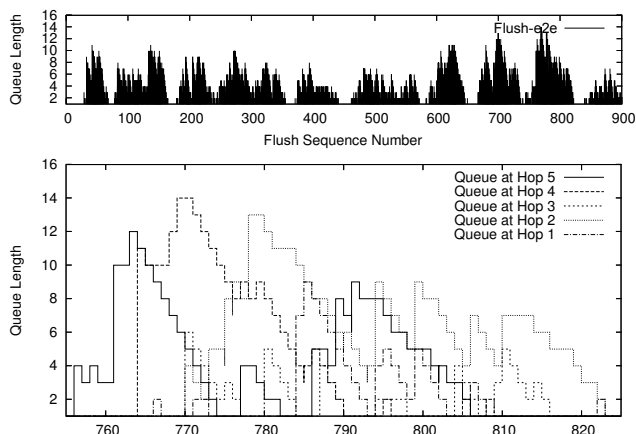 16
14
12
10
8
6
4
2
Queue Length
Flush-e2e
0 100 200 300 400 500 600 700 800 900
Flush Sequence Number
16
14
12
10
8
6
4
2
Queue Length
Queue at Hop 5
Queue at Hop 4
Queue at Hop 3
Queue at Hop 2
Queue at Hop 1
760 770 780 790 800 810 820